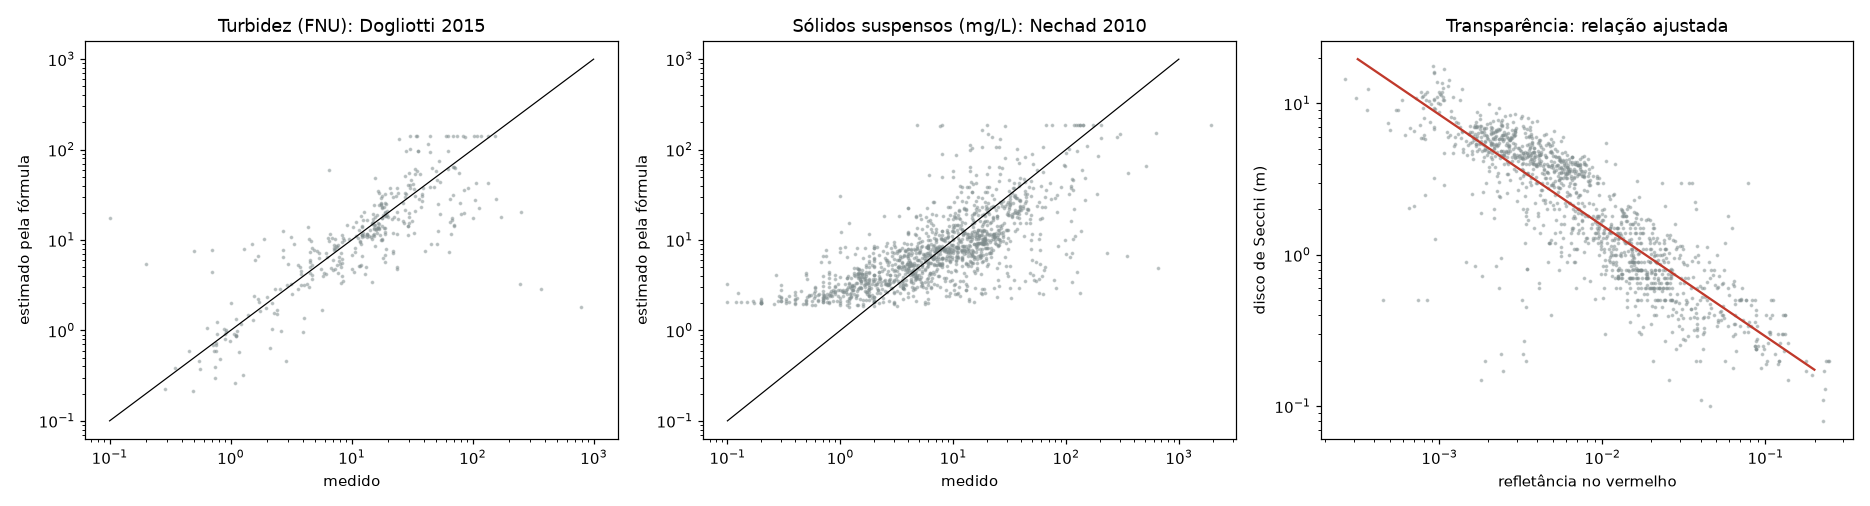 Turbidez (FNU): Dogliotti 2015
estimado pela fórmula
10³
10²
10¹
10⁰
10⁻¹
10⁻¹ 10⁰ 10¹ 10² 10³
medido
Sólidos suspensos (mg/L): Nechad 2010
estimado pela fórmula
10³
10²
10¹
10⁰
10⁻¹
10⁻¹ 10⁰ 10¹ 10² 10³
medido
Transparência: relação ajustada
disco de Secchi (m)
10¹
10⁰
10⁻¹
10⁻³ 10⁻² 10⁻¹
refletância no vermelho